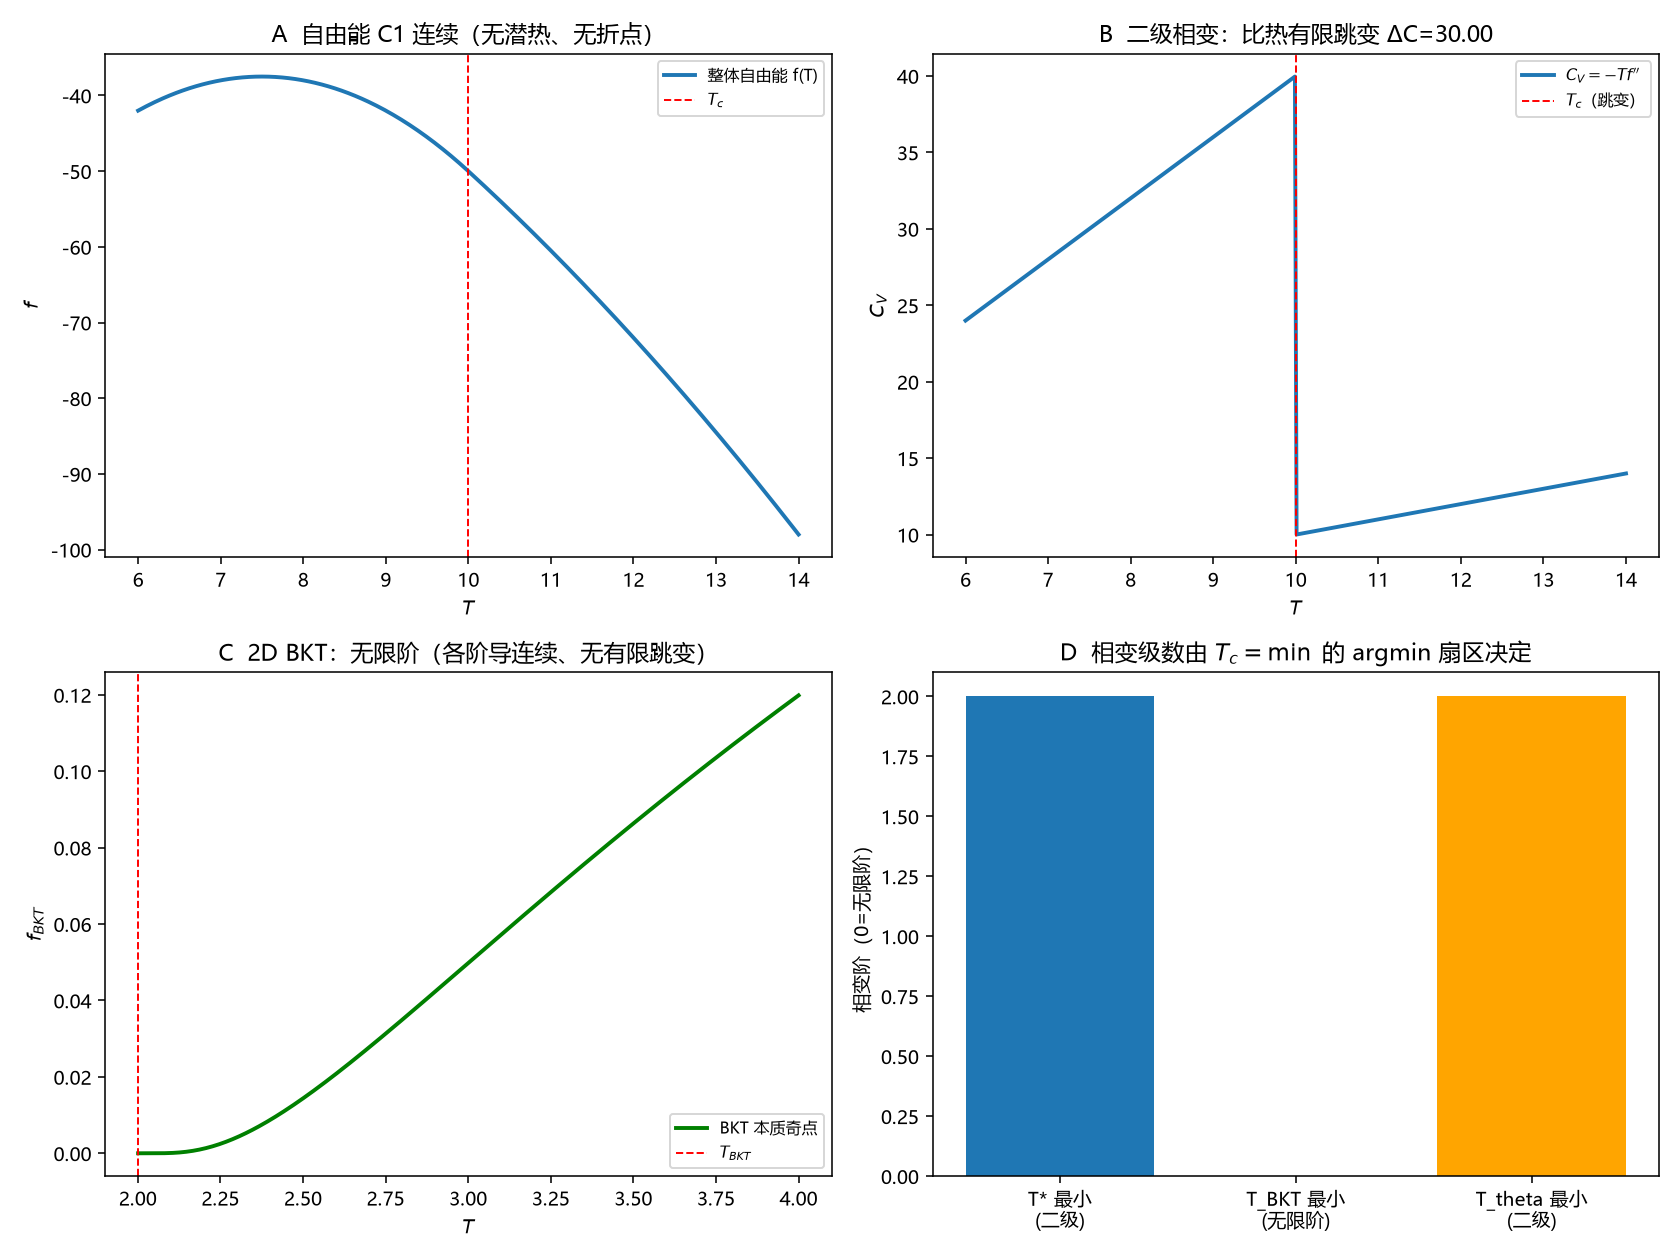 A 自由能 C1 连续（无潜热、无折点）
整体自由能 f(T)
T_c
f
-40
-50
-60
-70
-80
-90
-100
6 7 8 9 10 11 12 13 14
T
B 二级相变：比热有限跳变 ΔC=30.00
C_V = −Tf″
T_c（跳变）
C_V
40
35
30
25
20
15
10
6 7 8 9 10 11 12 13 14
T
C 2D BKT：无限阶（各阶导连续、无有限跳变）
f_BKT
0.12
0.10
0.08
0.06
0.04
0.02
0.00
BKT 本质奇点
T_BKT
2.00 2.25 2.50 2.75 3.00 3.25 3.50 3.75 4.00
T
D 相变级数由 T_c = min 的 argmin 扇区决定
相变阶（0=无限阶）
2.00
1.75
1.50
1.25
1.00
0.75
0.50
0.25
0.00
T* 最小
(二级)
T_BKT 最小
(无限阶)
T_theta 最小
(二级)